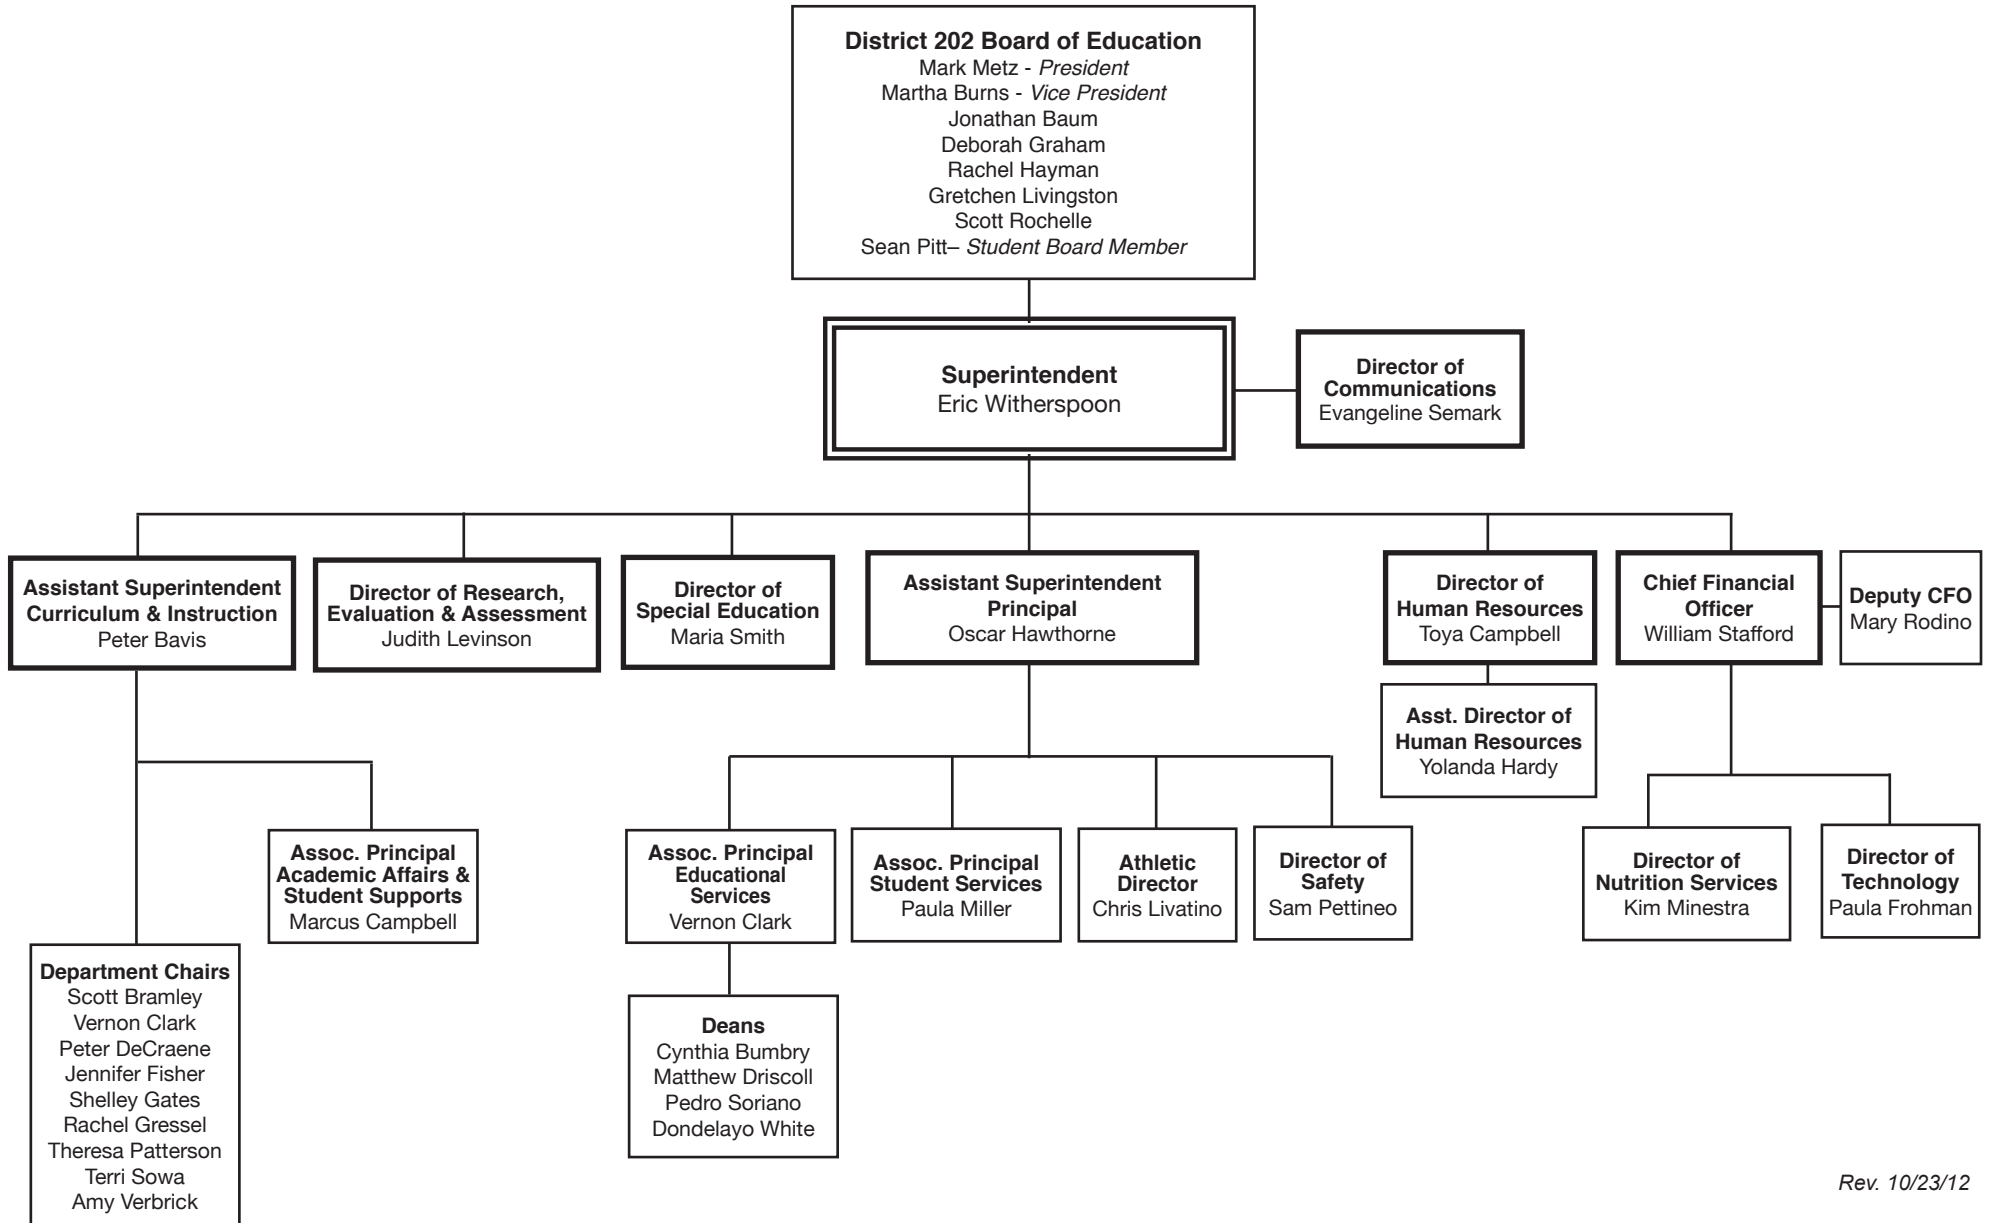 District 202 Board of Education
Mark Metz - President
Martha Burns - Vice President
Jonathan Baum
Deborah Graham
Rachel Hayman
Gretchen Livingston
Scott Rochelle
Sean Pitt– Student Board Member
Superintendent
Eric Witherspoon
Director of
Communications
Evangeline Semark
Assistant Superintendent
Curriculum & Instruction
Peter Bavis
Director of Research,
Evaluation & Assessment
Judith Levinson
Director of
Special Education
Maria Smith
Assistant Superintendent
Principal
Oscar Hawthorne
Director of
Human Resources
Toya Campbell
Chief Financial
Officer
William Stafford
Deputy CFO
Mary Rodino
Asst. Director of
Human Resources
Yolanda Hardy
Assoc. Principal
Academic Affairs &
Student Supports
Marcus Campbell
Assoc. Principal
Educational
Services
Vernon Clark
Assoc. Principal
Student Services
Paula Miller
Athletic
Director
Chris Livatino
Director of
Safety
Sam Pettineo
Director of
Nutrition Services
Kim Minestra
Director of
Technology
Paula Frohman
Department Chairs
Scott Bramley
Vernon Clark
Peter DeCraene
Jennifer Fisher
Shelley Gates
Rachel Gressel
Theresa Patterson
Terri Sowa
Amy Verbrick
Deans
Cynthia Bumbry
Matthew Driscoll
Pedro Soriano
Dondelayo White
Rev. 10/23/12